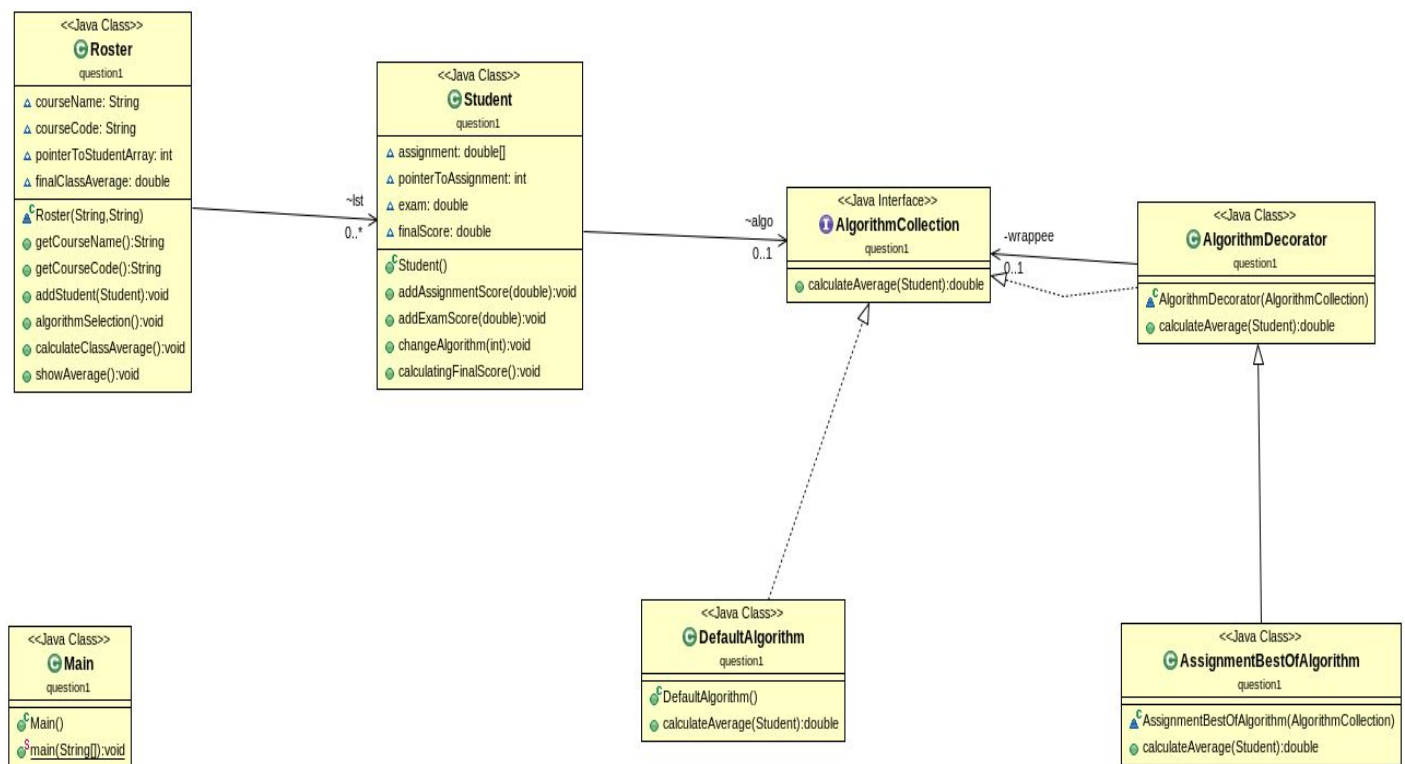 <<Java Class>>
Roster
question1
courseName: String
courseCode: String
pointerToStudentArray: int
finalClassAverage: double
Roster(String,String)
getCourseName():String
getCourseCode():String
addStudent(Student):void
algorithmSelection():void
calculateClassAverage():void
showAverage():void
~lst
0..*
<<Java Class>>
Student
question1
assignment: double[]
pointerToAssignment: int
exam: double
finalScore: double
Student()
addAssignmentScore(double):void
addExamScore(double):void
changeAlgorithm(int):void
calculatingFinalScore():void
~algo
0..1
<<Java Interface>>
AlgorithmCollection
question1
calculateAverage(Student):double
-wrappee
0..1
<<Java Class>>
AlgorithmDecorator
question1
AlgorithmDecorator(AlgorithmCollection)
calculateAverage(Student):double
<<Java Class>>
Main
question1
Main()
main(String[]):void
<<Java Class>>
DefaultAlgorithm
question1
DefaultAlgorithm()
calculateAverage(Student):double
<<Java Class>>
AssignmentBestOfAlgorithm
question1
AssignmentBestOfAlgorithm(AlgorithmCollection)
calculateAverage(Student):double